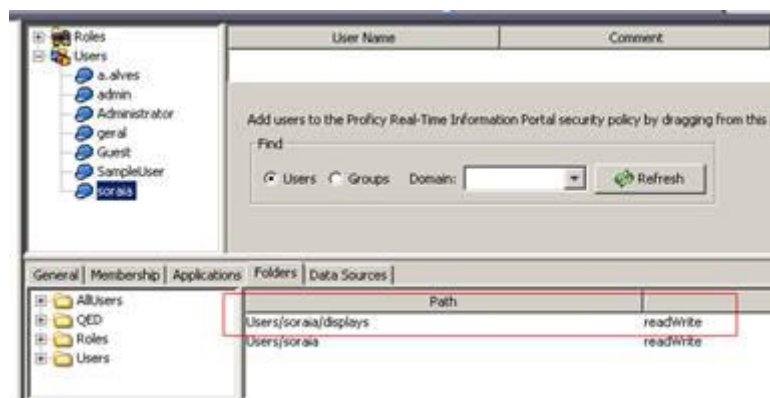 Roles
Users
a.alves
admin
Administrator
geral
Guest
SampleUser
soraia
User Name Comment
Add users to the Proficy Real-Time Information Portal security policy by dragging from this
Find
Users Groups Domain: Refresh
General Membership Applications Folders Data Sources
AllUsers
QED
Roles
Users
Path
Users/soraia/displays readWrite
Users/soraia readWrite